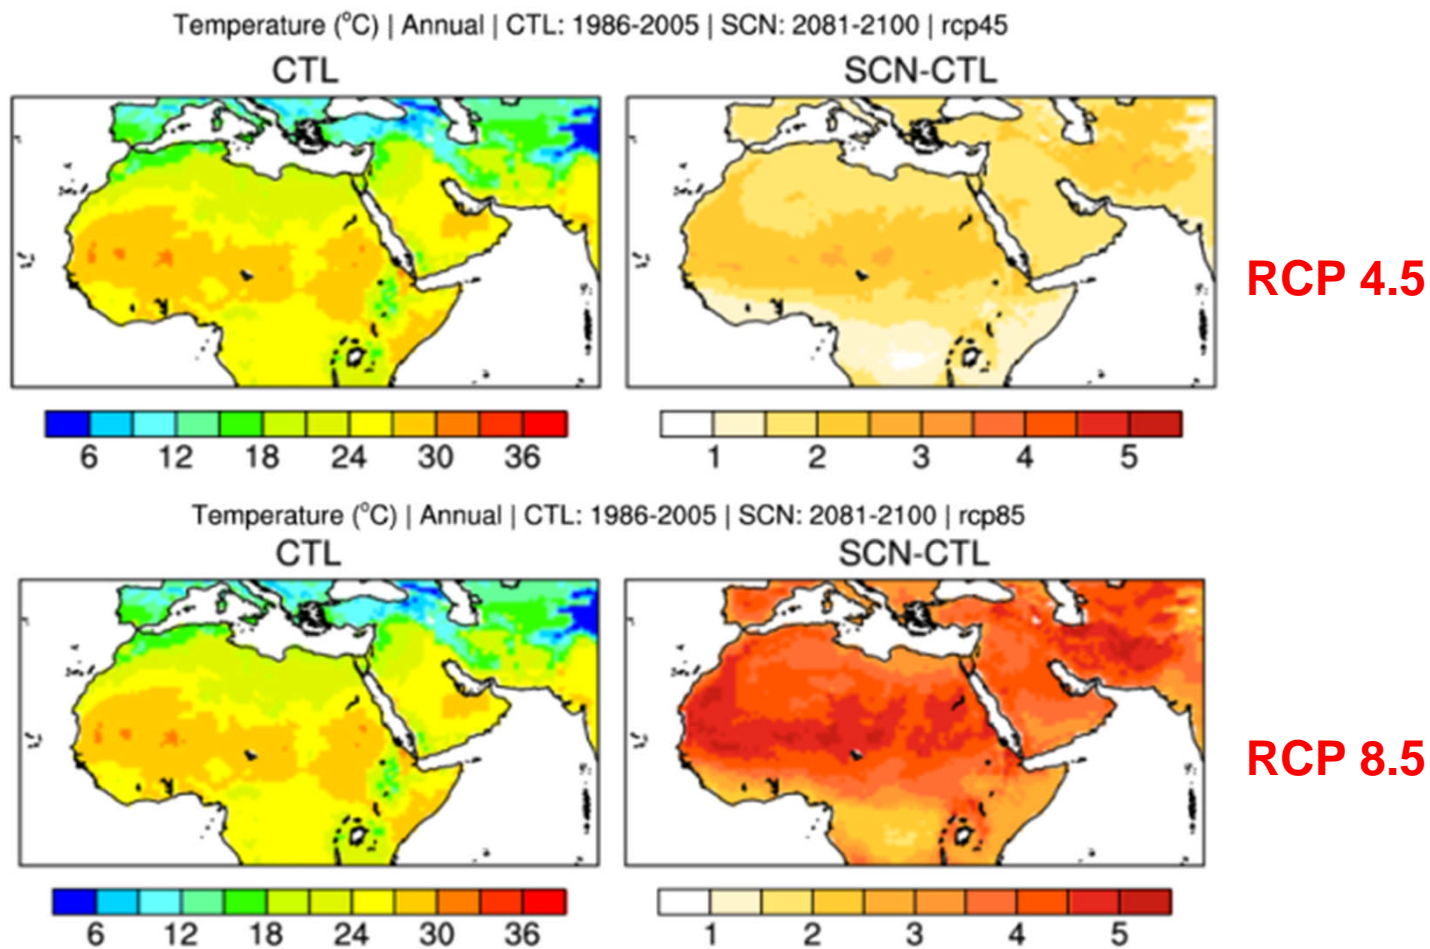 Temperature (°C) | Annual | CTL: 1986-2005 | SCN: 2081-2100 | rcp45
CTL
SCN-CTL
RCP 4.5
6 12 18 24 30 36
1 2 3 4 5
Temperature (°C) | Annual | CTL: 1986-2005 | SCN: 2081-2100 | rcp85
CTL
SCN-CTL
RCP 8.5
6 12 18 24 30 36
1 2 3 4 5